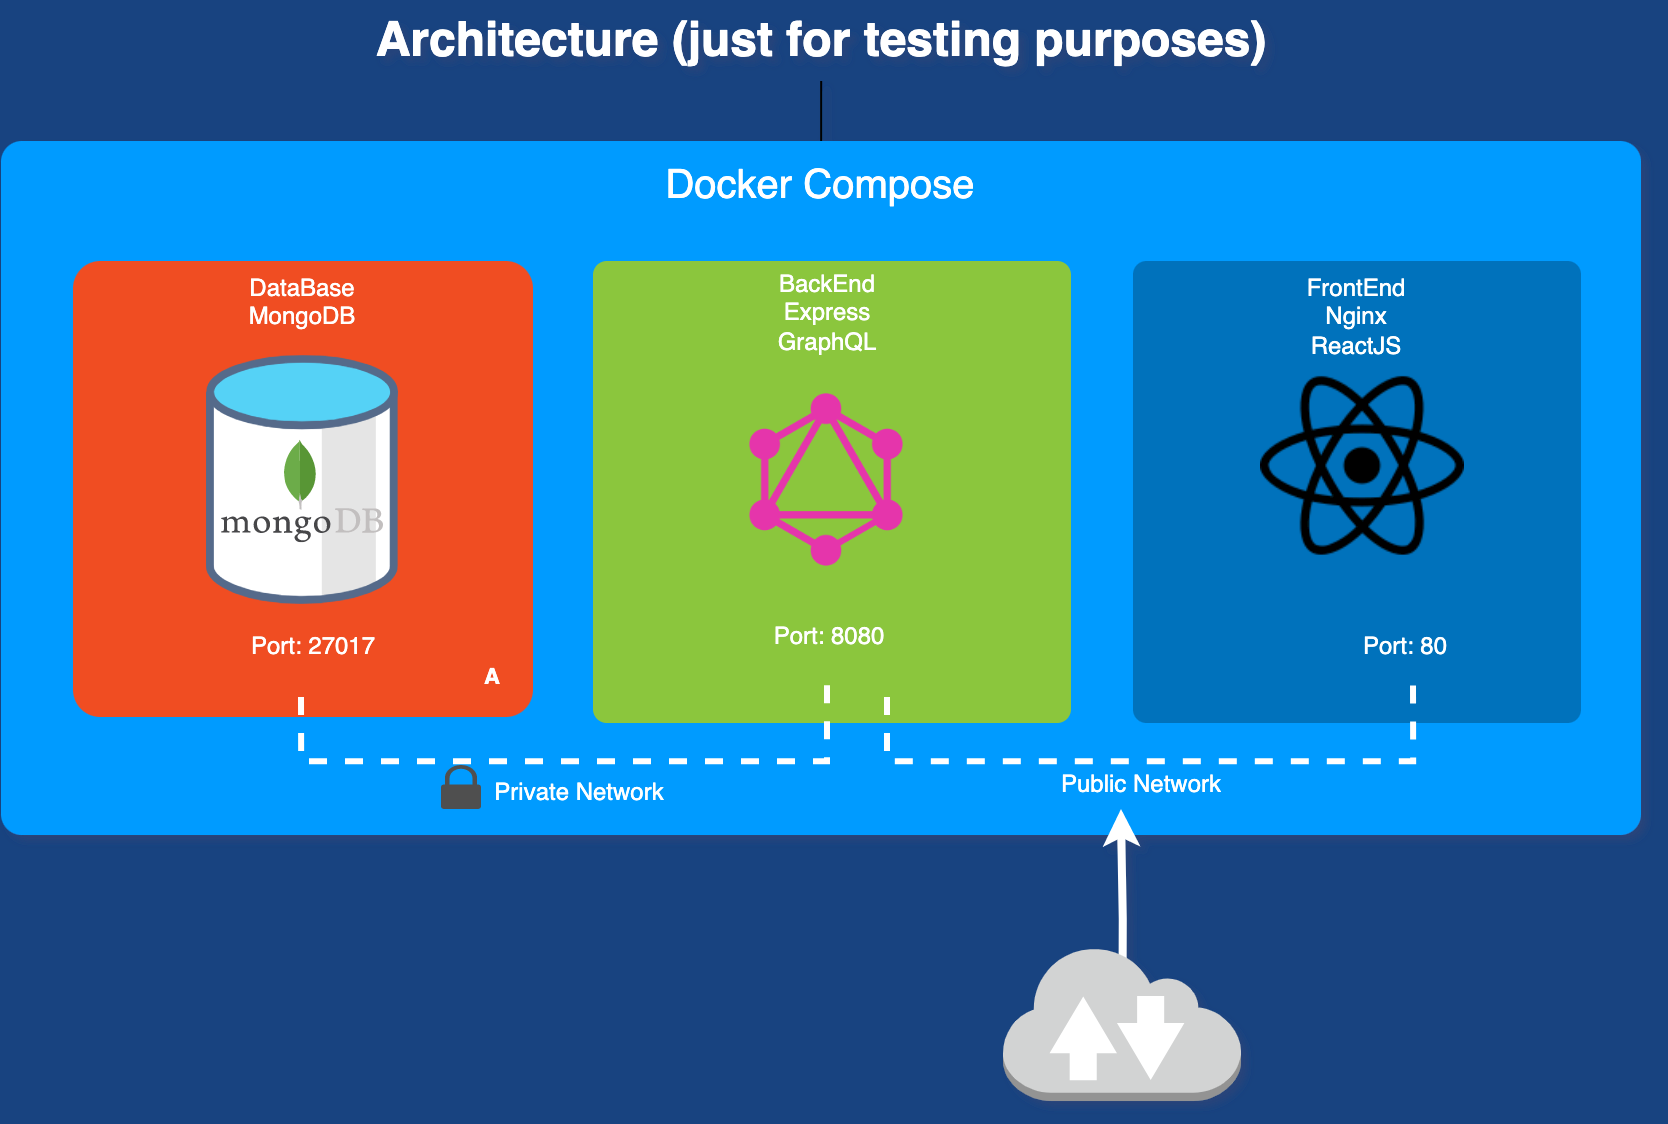 Architecture (just for testing purposes)
Docker Compose
DataBase
MongoDB
mongoDB
Port: 27017
A
BackEnd
Express
GraphQL
Port: 8080
FrontEnd
Nginx
ReactJS
Port: 80
Private Network
Public Network